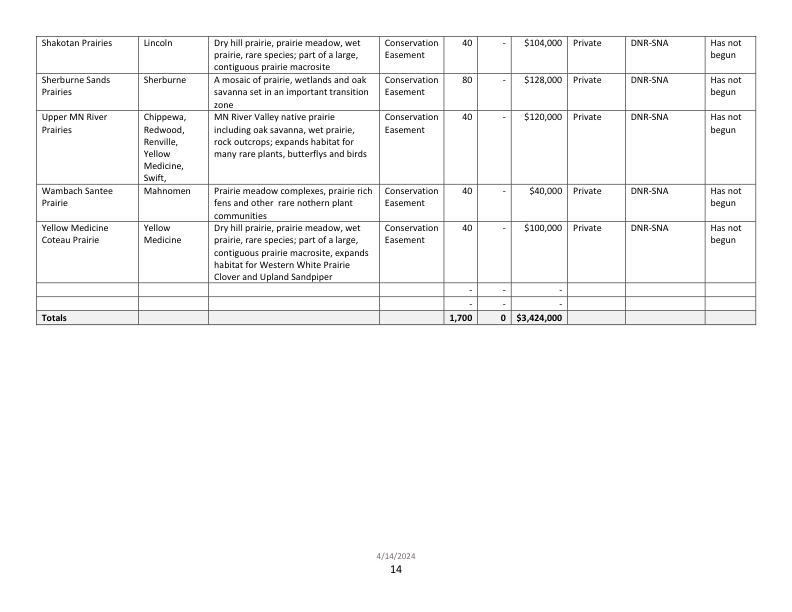 Shakotan Prairies Lincoln Dry hill prairie, prairie meadow, wet Conservation 40 - $104,000 Private DNR-SNA Has not
prairie, rare species; part of a large, Easement begun
contiguous prairie macrosite
Sherburne Sands Sherburne A mosaic of prairie, wetlands and oak Conservation 80 - $128,000 Private DNR-SNA Has not
Prairies savanna set in an important transition Easement begun
zone
Upper MN River Chippewa, MN River Valley native prairie Conservation 40 - $120,000 Private DNR-SNA Has not
Prairies Redwood, including oak savanna, wet prairie, Easement begun
Renville, rock outcrops; expands habitat for
Yellow many rare plants, butterflys and birds
Medicine,
Swift,
Wambach Santee Mahnomen Prairie meadow complexes, prairie rich Conservation 40 - $40,000 Private DNR-SNA Has not
Prairie fens and other rare nothern plant Easement begun
communities
Yellow Medicine Yellow Dry hill prairie, prairie meadow, wet Conservation 40 - $100,000 Private DNR-SNA Has not
Coteau Prairie Medicine prairie, rare species; part of a large, Easement begun
contiguous prairie macrosite, expands
habitat for Western White Prairie
Clover and Upland Sandpiper
- - -
- - -
Totals 1,700 0 $3,424,000
4/14/2024
14